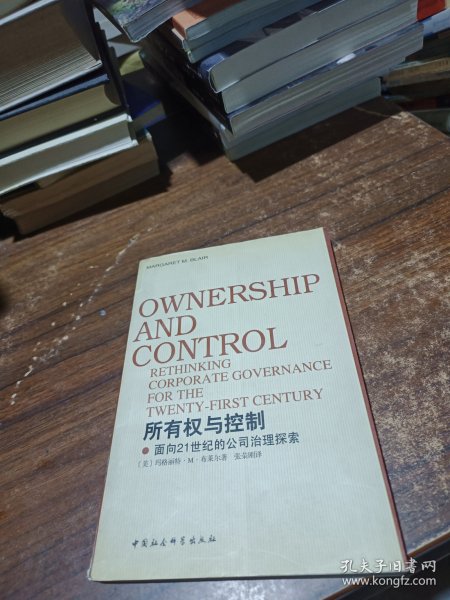 MARGARET M. BLAIR
OWNERSHIP
AND
CONTROL
RETHINKING
CORPORATE GOVERNANCE
FOR THE
TWENTY-FIRST CENTURY
所有权与控制
● 面向21世纪的公司治理探索
〔美〕玛格丽特·M·布莱尔著 张荣刚译
中国社会科学出版社
孔夫子旧书网
www.kongfz.com